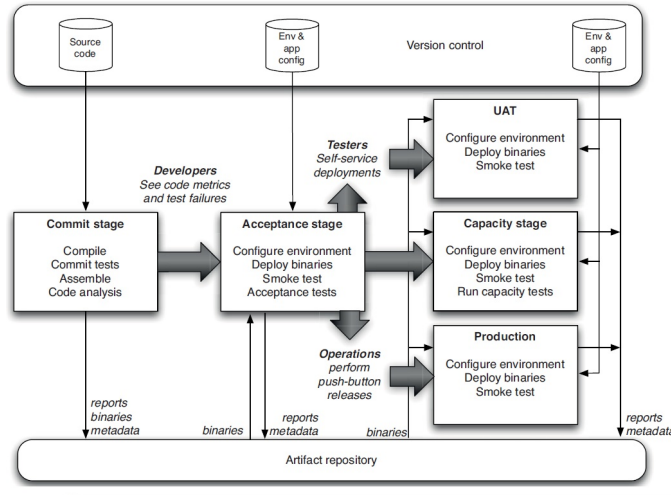 Source
code
Env &
app
config
Version control
Env &
app
config
Developers
See code metrics
and test failures
Testers
Self-service
deployments
UAT
Configure environment
Deploy binaries
Smoke test
Commit stage
Compile
Commit tests
Assemble
Code analysis
Acceptance stage
Configure environment
Deploy binaries
Smoke test
Acceptance tests
Capacity stage
Configure environment
Deploy binaries
Smoke test
Run capacity tests
Operations
perform
push-button
releases
Production
Configure environment
Deploy binaries
Smoke test
reports
binaries
metadata
binaries
reports
metadata
binaries
reports
metadata
Artifact repository